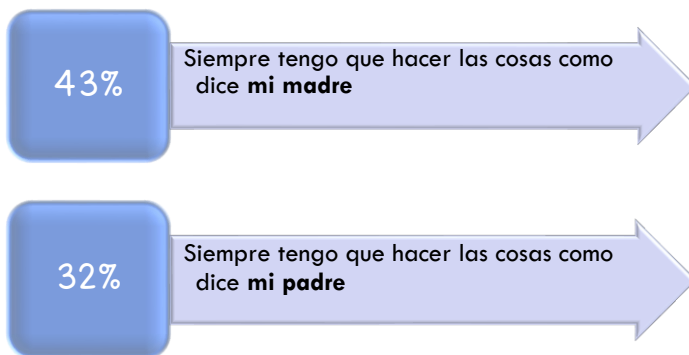 43%
Siempre tengo que hacer las cosas como
dice mi madre
32%
Siempre tengo que hacer las cosas como
dice mi padre